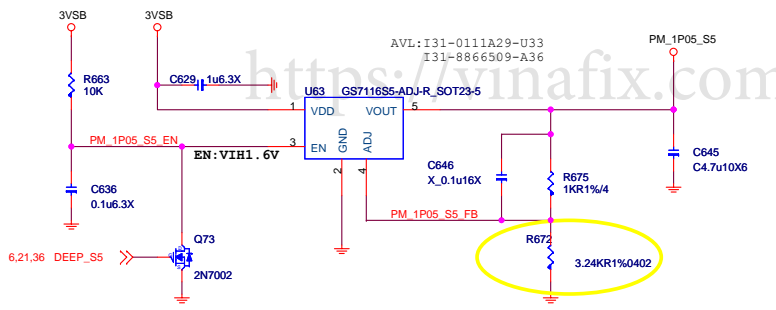 3VSB
3VSB
AVL:I31-0111A29-U33
I31-8866509-A36
PM_1P05_S5
https://vinafix.com
R663
10K
C629
1u6.3X
U63
GS7116S5-ADJ-R_SOT23-5
1
VDD
VOUT
5
PM_1P05_S5_EN
3
EN
GND
ADJ
EN:VIH1.6V
2
4
C646
X_0.1u16X
R675
1KR1%/4
C645
C4.7u10X6
C636
0.1u6.3X
PM_1P05_S5_FB
Q73
R672
6,21,36 DEEP_S5
3.24KR1%0402
2N7002